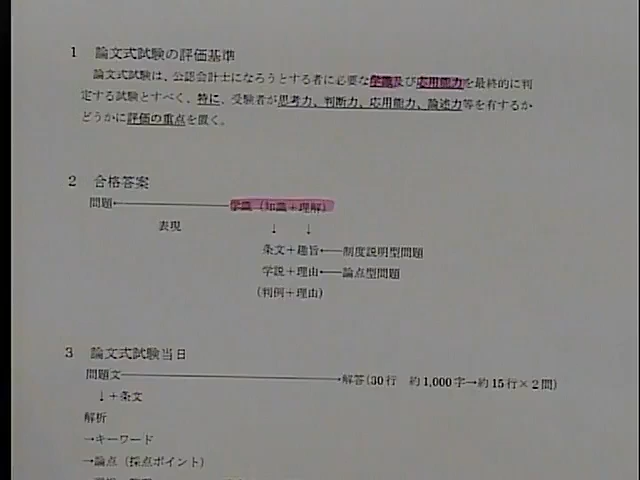 1 論文式試験の評価基準
論文式試験は、公認会計士になろうとする者に必要な学識及び応用能力を最終的に判
定する試験とすべく、特に、受験者が思考力、判断力、応用能力、論述力等を有するか
どうかに評価の重点を置く。
2 合格答案
問題←学識（知識＋理解）
表現 ↓ ↓
条文＋趣旨←制度説明型問題
学説＋理由←論点型問題
（判例＋理由）
3 論文式試験当日
問題文→解答（30行 約1,000字→約15行×2問）
↓＋条文
解析
→キーワード
→論点（採点ポイント）